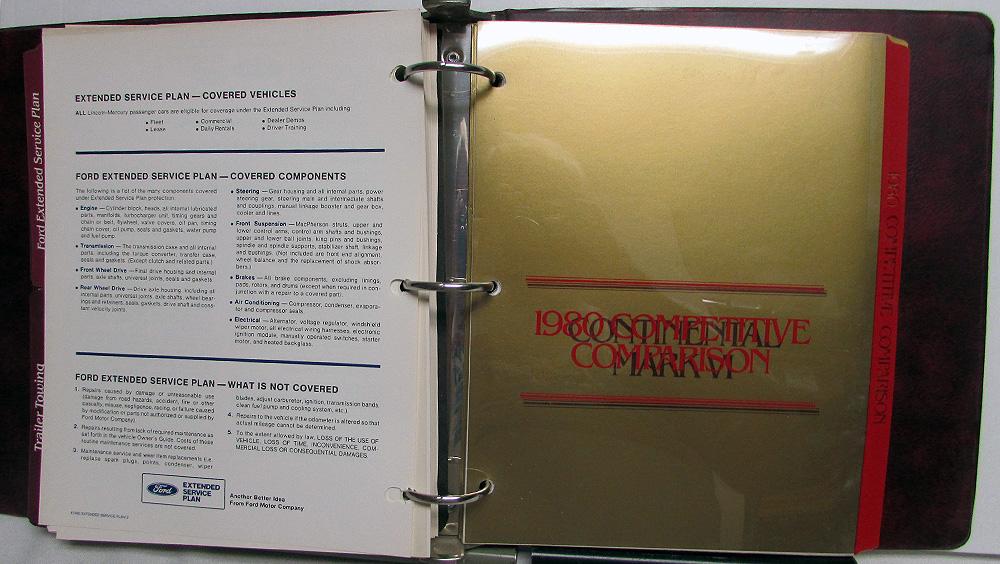 Ford Extended Service Plan
Trailer Towing
EXTENDED SERVICE PLAN — COVERED VEHICLES
ALL Lincoln-Mercury passenger cars are eligible for coverage under the Extended Service Plan including:
• Fleet • Commercial • Dealer Demos
• Lease • Daily Rentals • Driver Training
FORD EXTENDED SERVICE PLAN — COVERED COMPONENTS
The following is a list of the many components covered
under Extended Service Plan protection:
• Engine — Cylinder block, heads, all internal lubricated
parts, manifolds, turbocharger unit, timing gears and
chain or belt, flywheel, valve covers, oil pan, timing
chain cover, oil pump, seals and gaskets, water pump
and fuel pump.
• Transmission — The transmission case and all internal
parts, including the torque converter, transfer case,
seals and gaskets. (Except clutch and related parts.)
• Front Wheel Drive — Final drive housing and internal
parts, axle shafts, universal joints, seals and gaskets.
• Rear Wheel Drive — Drive axle housing, including all
internal parts, universal joints, axle shafts, wheel bear-
ings and retainers, seals, gaskets, drive shaft and cons-
tant velocity joints.
• Steering — Gear housing and all internal parts, power
steering gear, steering main and intermediate shafts
and couplings, manual linkage booster and gear box,
cooler and lines.
• Front Suspension — MacPherson struts, upper and
lower control arms, control arm shafts and bushings,
upper and lower ball joints, king pins and bushings,
spindle and spindle supports, stabilizer shaft, linkage
and bushings. (Not included are front end alignment,
wheel balance and the replacement of shock absor-
bers.)
• Brakes — All brake components, excluding linings,
pads, rotors, and drums (except when required in con-
junction with a repair to a covered part).
• Air Conditioning — Compressor, condenser, evapora-
tor and compressor seals.
• Electrical — Alternator, voltage regulator, windshield
wiper motor, all electrical wiring harnesses, electronic
ignition module, manually operated switches, starter
motor, and heated backglass.
FORD EXTENDED SERVICE PLAN — WHAT IS NOT COVERED
1. Repairs caused by damage or unreasonable use
(damage from road hazards, accident, fire or other
casualty, misuse, negligence, racing, or failure caused
by modification or parts not authorized or supplied by
Ford Motor Company).
2. Repairs resulting from lack of required maintenance as
set forth in the vehicle Owner's Guide. Costs of these
routine maintenance services are not covered.
3. Maintenance service and wear item replacements (i.e.
replace spark plugs, points, condenser, wiper
blades, adjust carburetor, ignition, transmission bands,
clean fuel pump and cooling system, etc.)
4. Repairs to the vehicle if the odometer is altered so that
actual mileage cannot be determined.
5. To the extent allowed by law, LOSS OF THE USE OF
VEHICLE, LOSS OF TIME, INCONVENIENCE, COM-
MERCIAL LOSS OR CONSEQUENTIAL DAMAGES.
Ford
EXTENDED
SERVICE
PLAN
Another Better Idea
From Ford Motor Company
FORD EXTENDED SERVICE PLAN/2
1980 COMPETITIVE
COMPARISON
CONTINENTAL
MARK VI
1980 COMPETITIVE COMPARISON